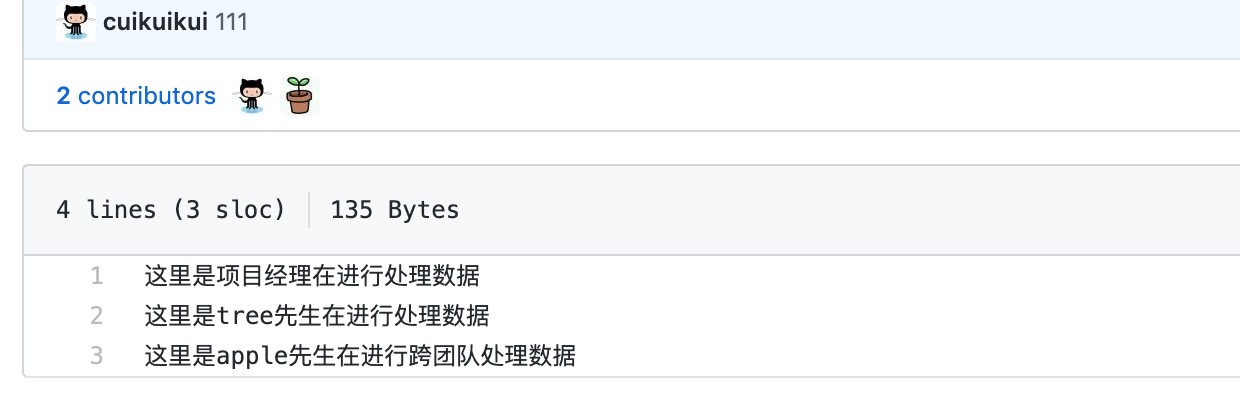 cuikuikui 111
2 contributors
4 lines (3 sloc) 135 Bytes
1 这里是项目经理在进行处理数据
2 这里是tree先生在进行处理数据
3 这里是apple先生在进行跨团队处理数据